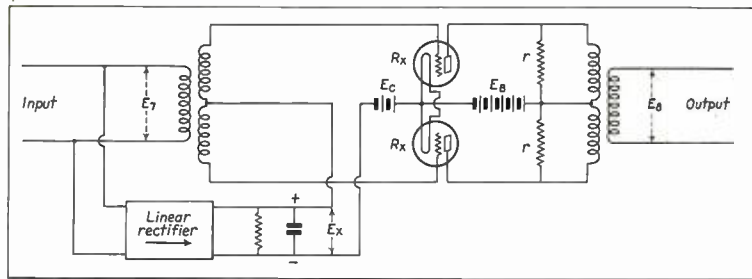 Input
E7
Rx
Ec
EB
r
E8
Output
Rx
r
Linear
rectifier
+
Ex
−